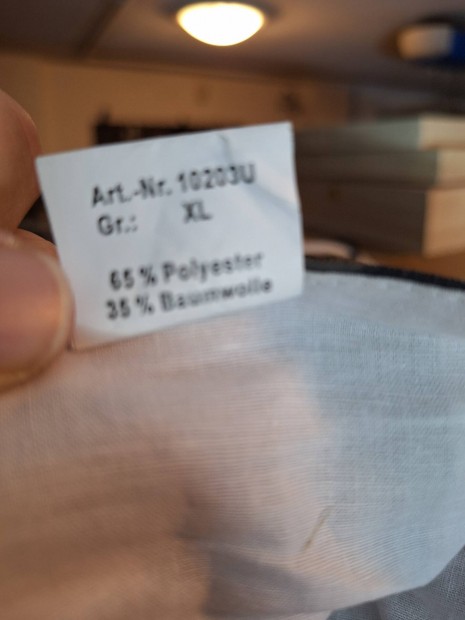 Art.-Nr. 10203U
Gr.: XL
65 % Polyester
35 % Baumwolle